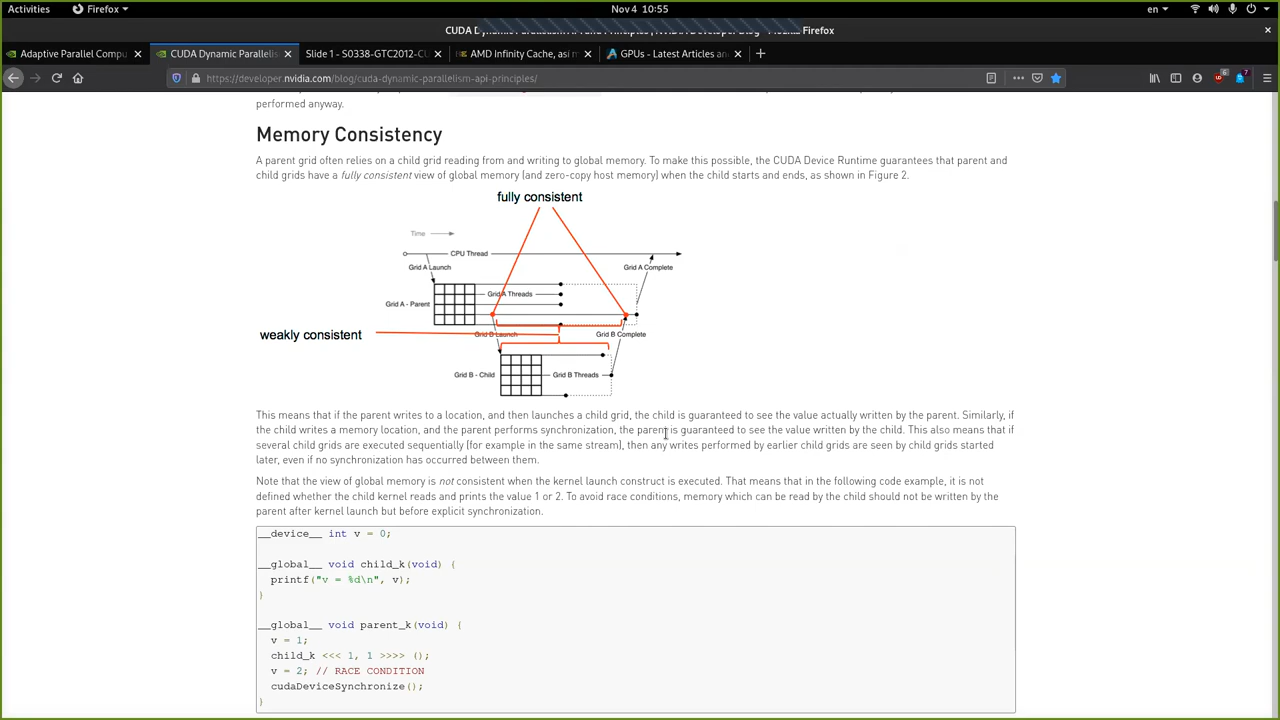 Activities
Firefox
Nov 4 10:55
en
Developer Blog - Mozilla Firefox
Adaptive Parallel Compu
CUDA Dynamic Parallelis
Slide 1 - S0338-GTC2012-CU
AMD Infinity Cache, así m
GPUs - Latest Articles an
https://developer.nvidia.com/blog/cuda-dynamic-parallelism-api-principles/
6
7
performed anyway.
Memory Consistency
A parent grid often relies on a child grid reading from and writing to global memory. To make this possible, the CUDA Device Runtime guarantees that parent and
child grids have a fully consistent view of global memory (and zero-copy host memory) when the child starts and ends, as shown in Figure 2.
fully consistent
Time
CPU Thread
Grid A Launch
Grid A Complete
Grid A Threads
Grid A - Parent
weakly consistent
Grid B Launch
Grid B Complete
Grid B - Child
Grid B Threads
This means that if the parent writes to a location, and then launches a child grid, the child is guaranteed to see the value actually written by the parent. Similarly, if
the child writes a memory location, and the parent performs synchronization, the parent is guaranteed to see the value written by the child. This also means that if
several child grids are executed sequentially (for example in the same stream), then any writes performed by earlier child grids are seen by child grids started
later, even if no synchronization has occurred between them.
Note that the view of global memory is not consistent when the kernel launch construct is executed. That means that in the following code example, it is not
defined whether the child kernel reads and prints the value 1 or 2. To avoid race conditions, memory which can be read by the child should not be written by the
parent after kernel launch but before explicit synchronization.
__device__ int v = 0;
__global__ void child_k(void) {
printf("v = %d\n", v);
}
__global__ void parent_k(void) {
v = 1;
child_k <<< 1, 1 >>>> ();
v = 2; // RACE CONDITION
cudaDeviceSynchronize();
}